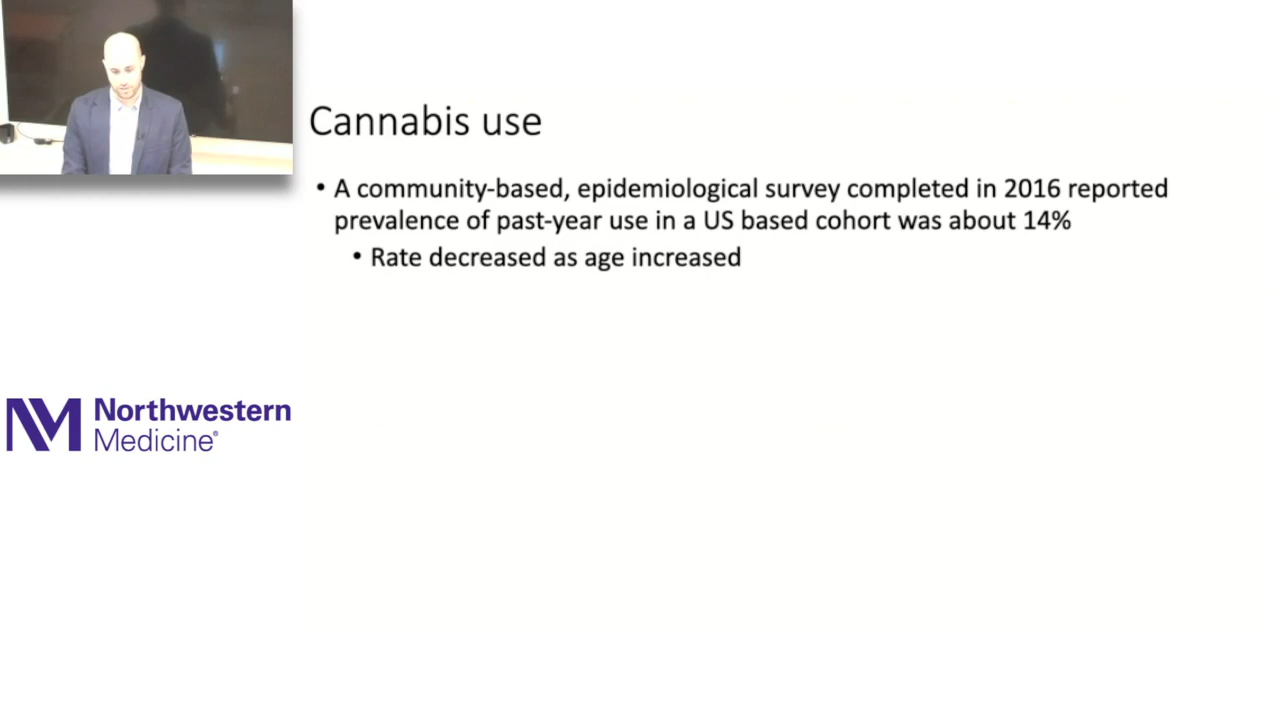 Cannabis use
• A community-based, epidemiological survey completed in 2016 reported
prevalence of past-year use in a US based cohort was about 14%
• Rate decreased as age increased
Northwestern
Medicine®